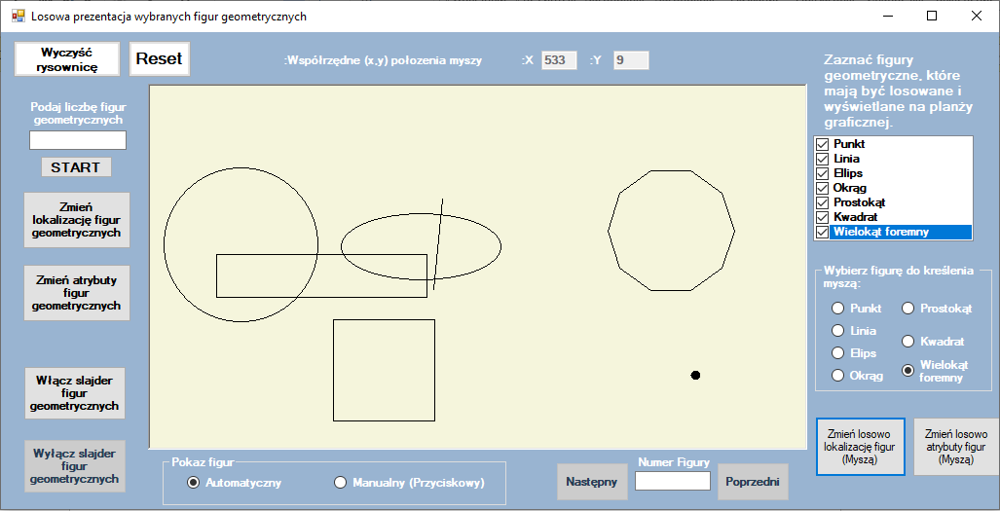 Losowa prezentacja wybranych figur geometrycznych
Wyczyść
rysownicę
Reset
:Współrzędne (x,y) położenia myszy
:X
533
:Y
9
Podaj liczbę figur
geometrycznych
START
Zmień
lokalizację figur
geometrycznych
Zmień atrybuty
figur
geometrycznych
Włącz slajder
figur
geometrycznych
Wyłącz slajder
figur
geometrycznych
Zaznać figury
geometryczne, które
mają być losowane i
wyświetlane na planży
graficznej.
Punkt
Linia
Ellips
Okrąg
Prostokąt
Kwadrat
Wielokąt foremny
Wybierz figurę do kreślenia
myszą:
Punkt
Linia
Elips
Okrąg
Prostokąt
Kwadrat
Wielokąt
foremny
Zmień losowo
lokalizację figur
(Myszą)
Zmień losowo
atrybuty figur
(Myszą)
Pokaz figur
Automatyczny
Manualny (Przyciskowy)
Następny
Numer Figury
Poprzedni